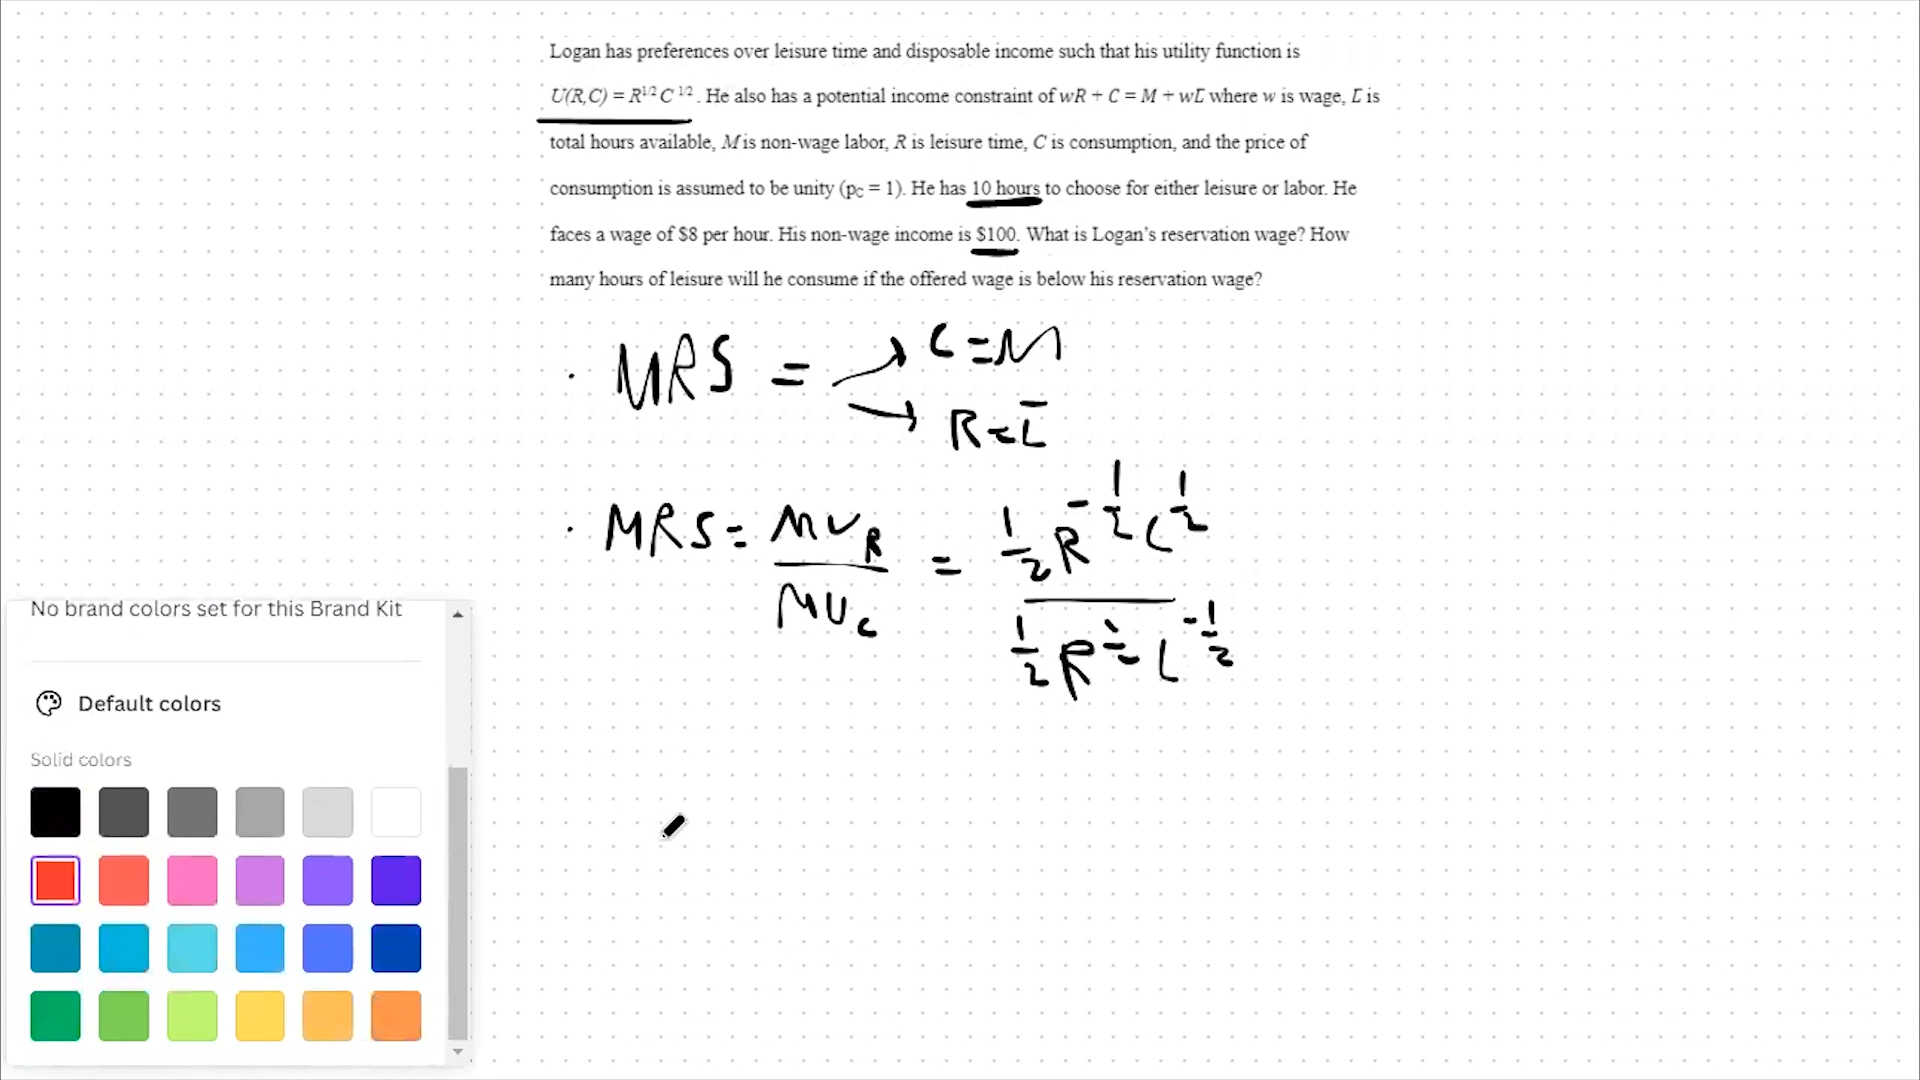 Logan has preferences over leisure time and disposable income such that his utility function is
U(R,C) = R^1/2 C^1/2. He also has a potential income constraint of wR + C = M + wL̄ where w is wage, L̄ is
total hours available, M is non-wage labor, R is leisure time, C is consumption, and the price of
consumption is assumed to be unity (pC = 1). He has 10 hours to choose for either leisure or labor. He
faces a wage of $8 per hour. His non-wage income is $100. What is Logan's reservation wage? How
many hours of leisure will he consume if the offered wage is below his reservation wage?
· MRS = → C = M
→ R = L̄
· MRS = MU_R / MU_C = 1/2 R^-1/2 C^1/2 / 1/2 R^1/2 C^-1/2
No brand colors set for this Brand Kit
Default colors
Solid colors